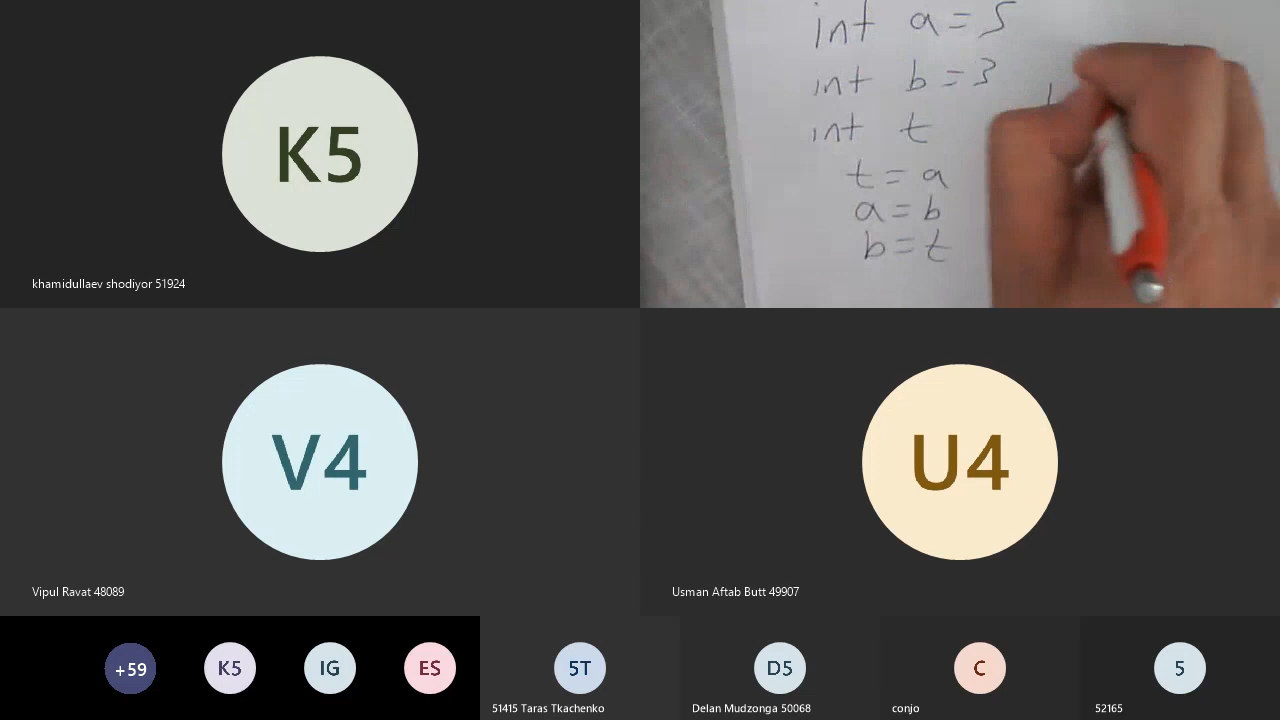 K5
khamidullaev shodiyor 51924
int a=5
int b=3
int t
t=a
a=b
b=t
V4
Vipul Ravat 48089
U4
Usman Aftab Butt 49907
+59
K5
IG
ES
5T
51415 Taras Tkachenko
D5
Delan Mudzonga 50068
C
conjo
5
52165